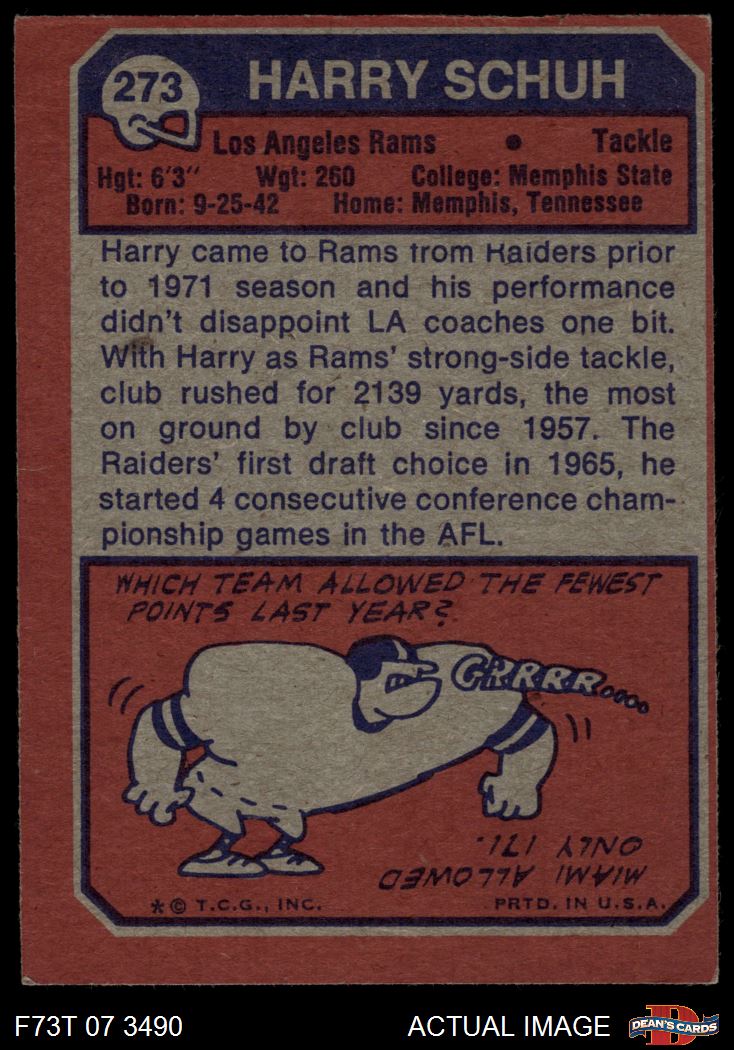 273
HARRY SCHUH
Los Angeles Rams • Tackle
Hgt: 6'3" Wgt: 260 College: Memphis State
Born: 9-25-42 Home: Memphis, Tennessee
Harry came to Rams from Raiders prior
to 1971 season and his performance
didn't disappoint LA coaches one bit.
With Harry as Rams' strong-side tackle,
club rushed for 2139 yards, the most
on ground by club since 1957. The
Raiders' first draft choice in 1965, he
started 4 consecutive conference cham-
pionship games in the AFL.
WHICH TEAM ALLOWED THE FEWEST
POINTS LAST YEAR?
GRRRRR.....
MIAMI ALLOWED
ONLY 171.
* © T.C.G., INC. PRTD. IN U.S.A.
F73T 07 3490 ACTUAL IMAGE D DEAN'S CARDS